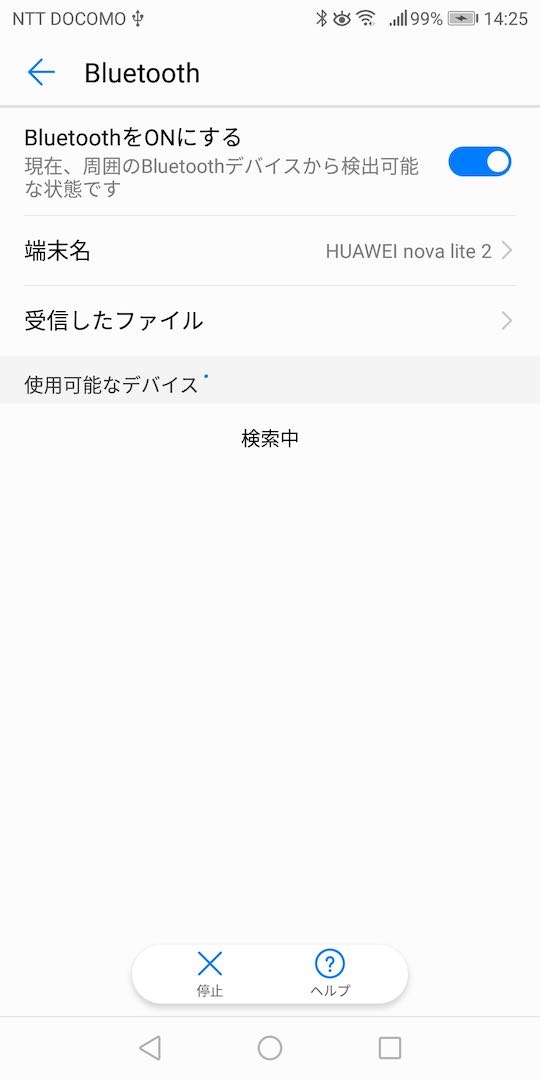 NTT DOCOMO 99% 14:25
Bluetooth
BluetoothをONにする
現在、周囲のBluetoothデバイスから検出可能
な状態です
端末名 HUAWEI nova lite 2
受信したファイル
使用可能なデバイス
検索中
停止 ヘルプ